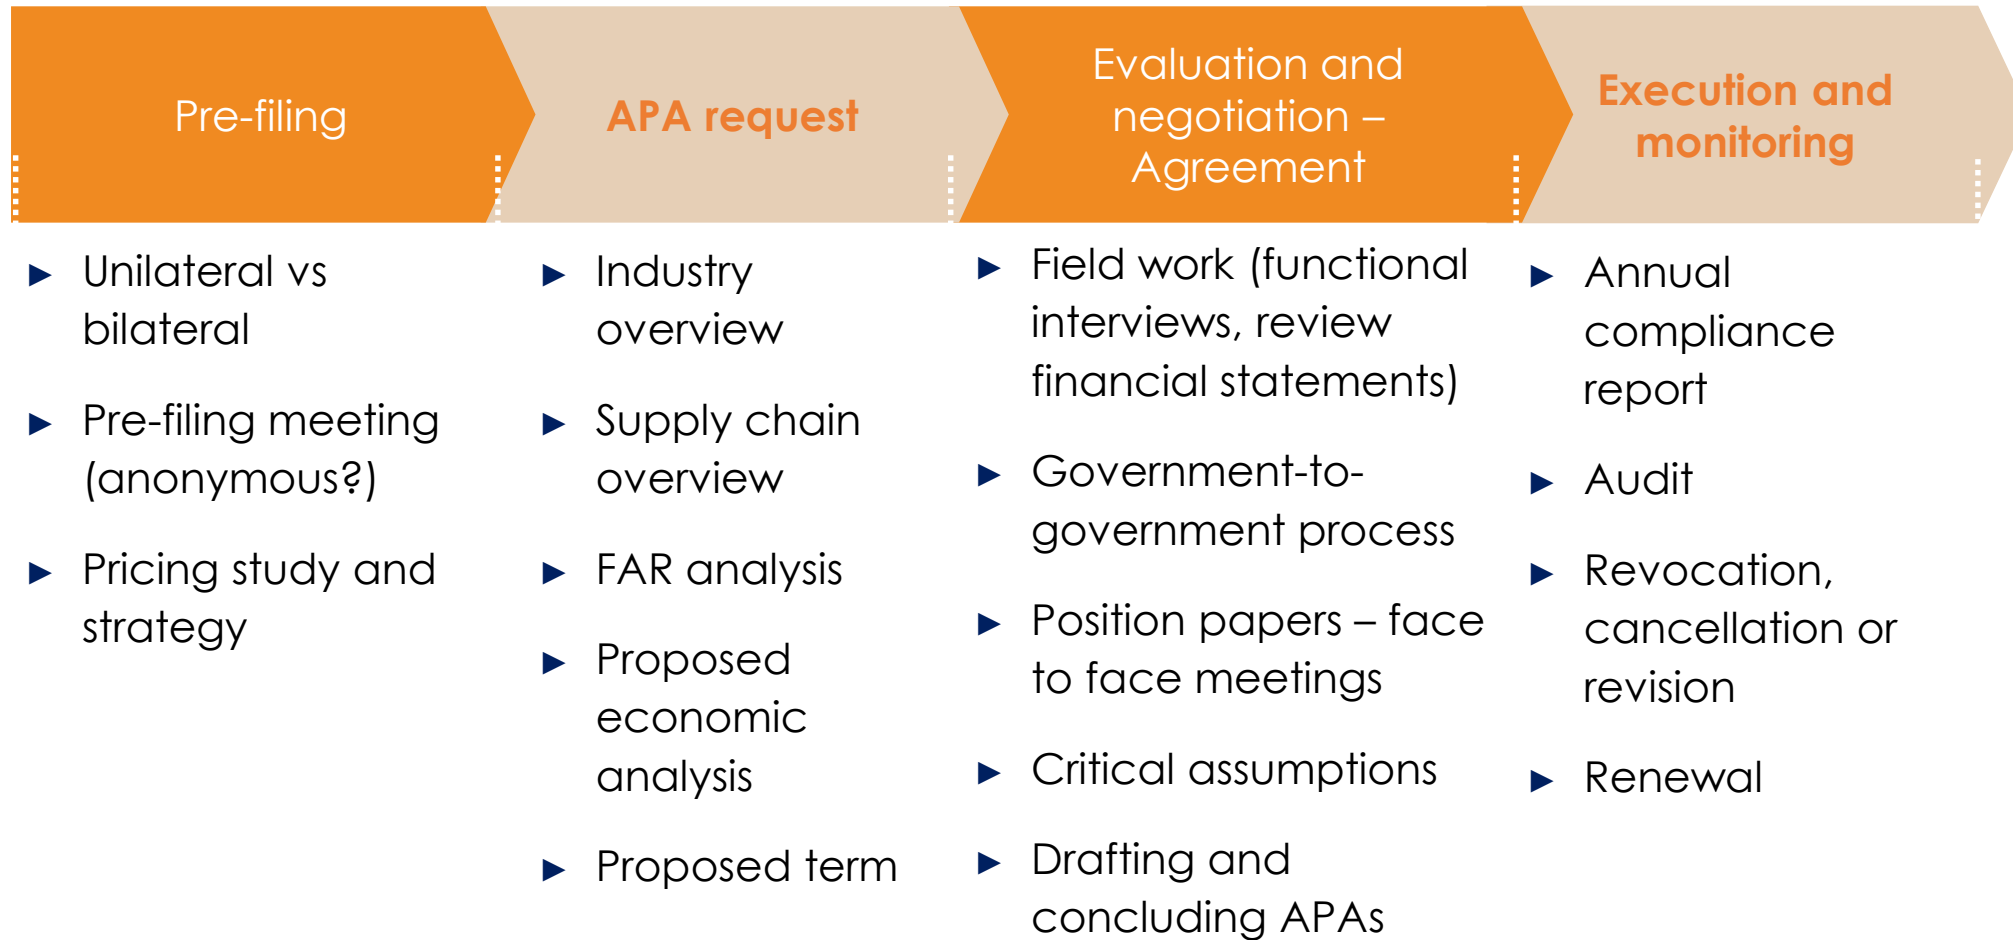 Pre-filing
APA request
Evaluation and
negotiation –
Agreement
Execution and
monitoring
► Unilateral vs
bilateral
► Pre-filing meeting
(anonymous?)
► Pricing study and
strategy
► Industry
overview
► Supply chain
overview
► FAR analysis
► Proposed
economic
analysis
► Proposed term
► Field work (functional
interviews, review
financial statements)
► Government-to-
government process
► Position papers – face
to face meetings
► Critical assumptions
► Drafting and
concluding APAs
► Annual
compliance
report
► Audit
► Revocation,
cancellation or
revision
► Renewal